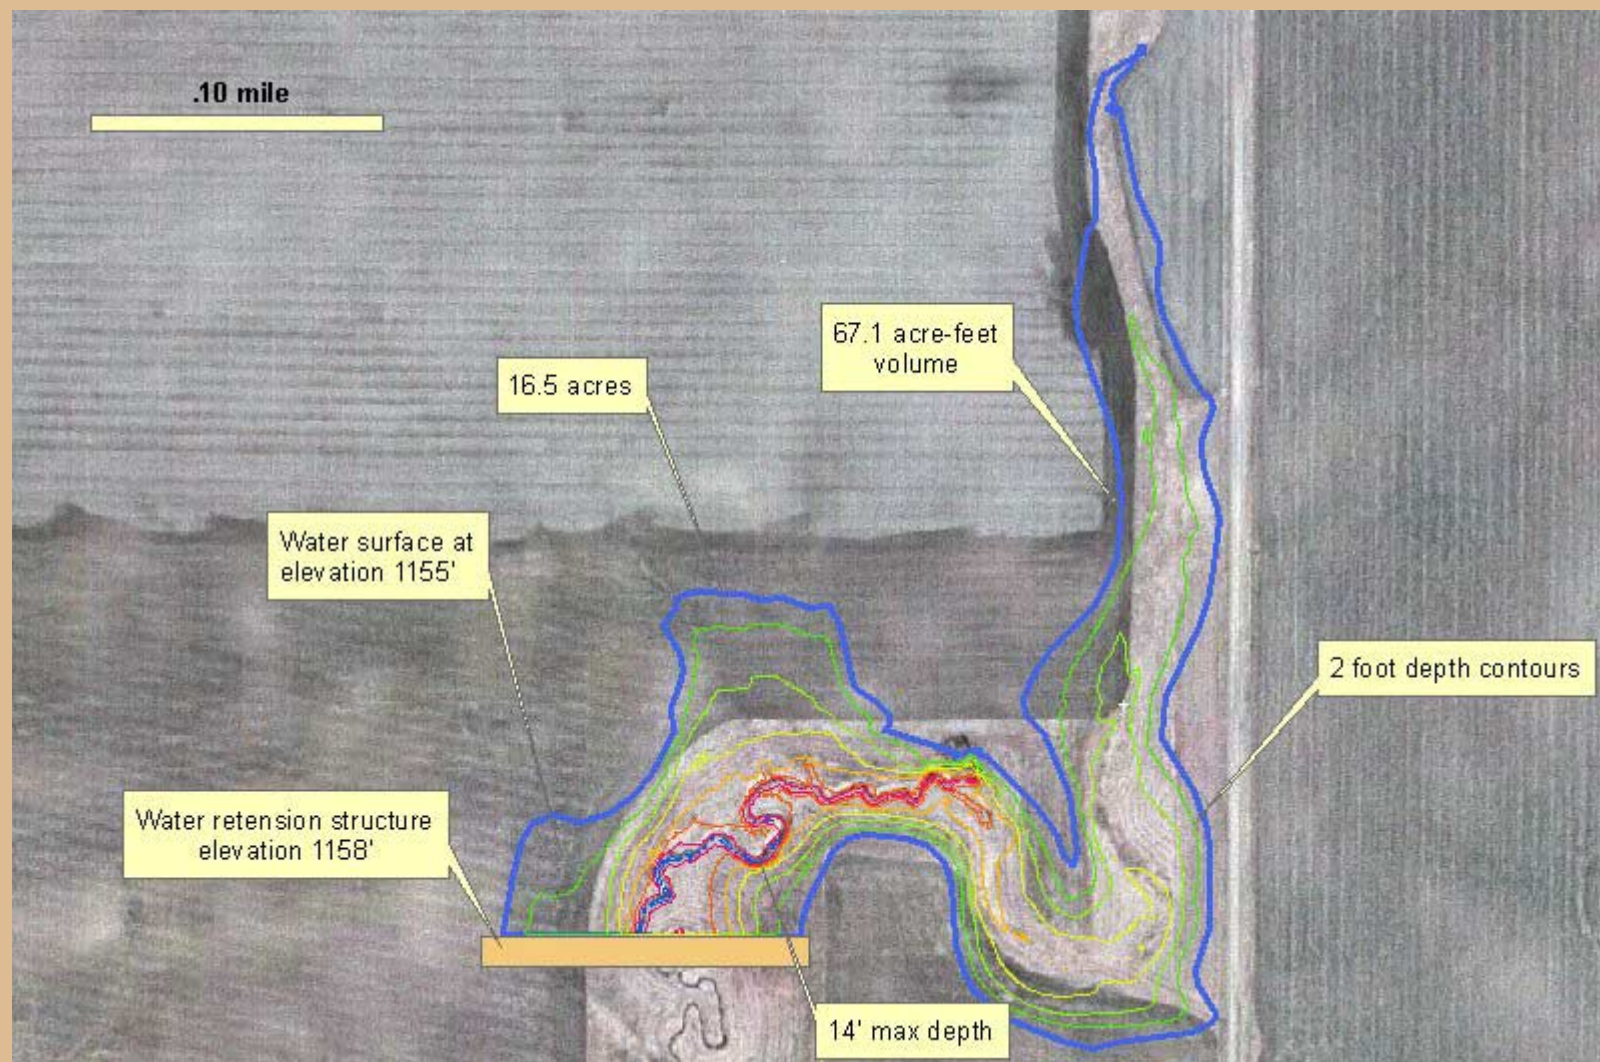 .10 mile
67.1 acre-feet
volume
16.5 acres
Water surface at
elevation 1155'
2 foot depth contours
Water retension structure
elevation 1158'
14' max depth